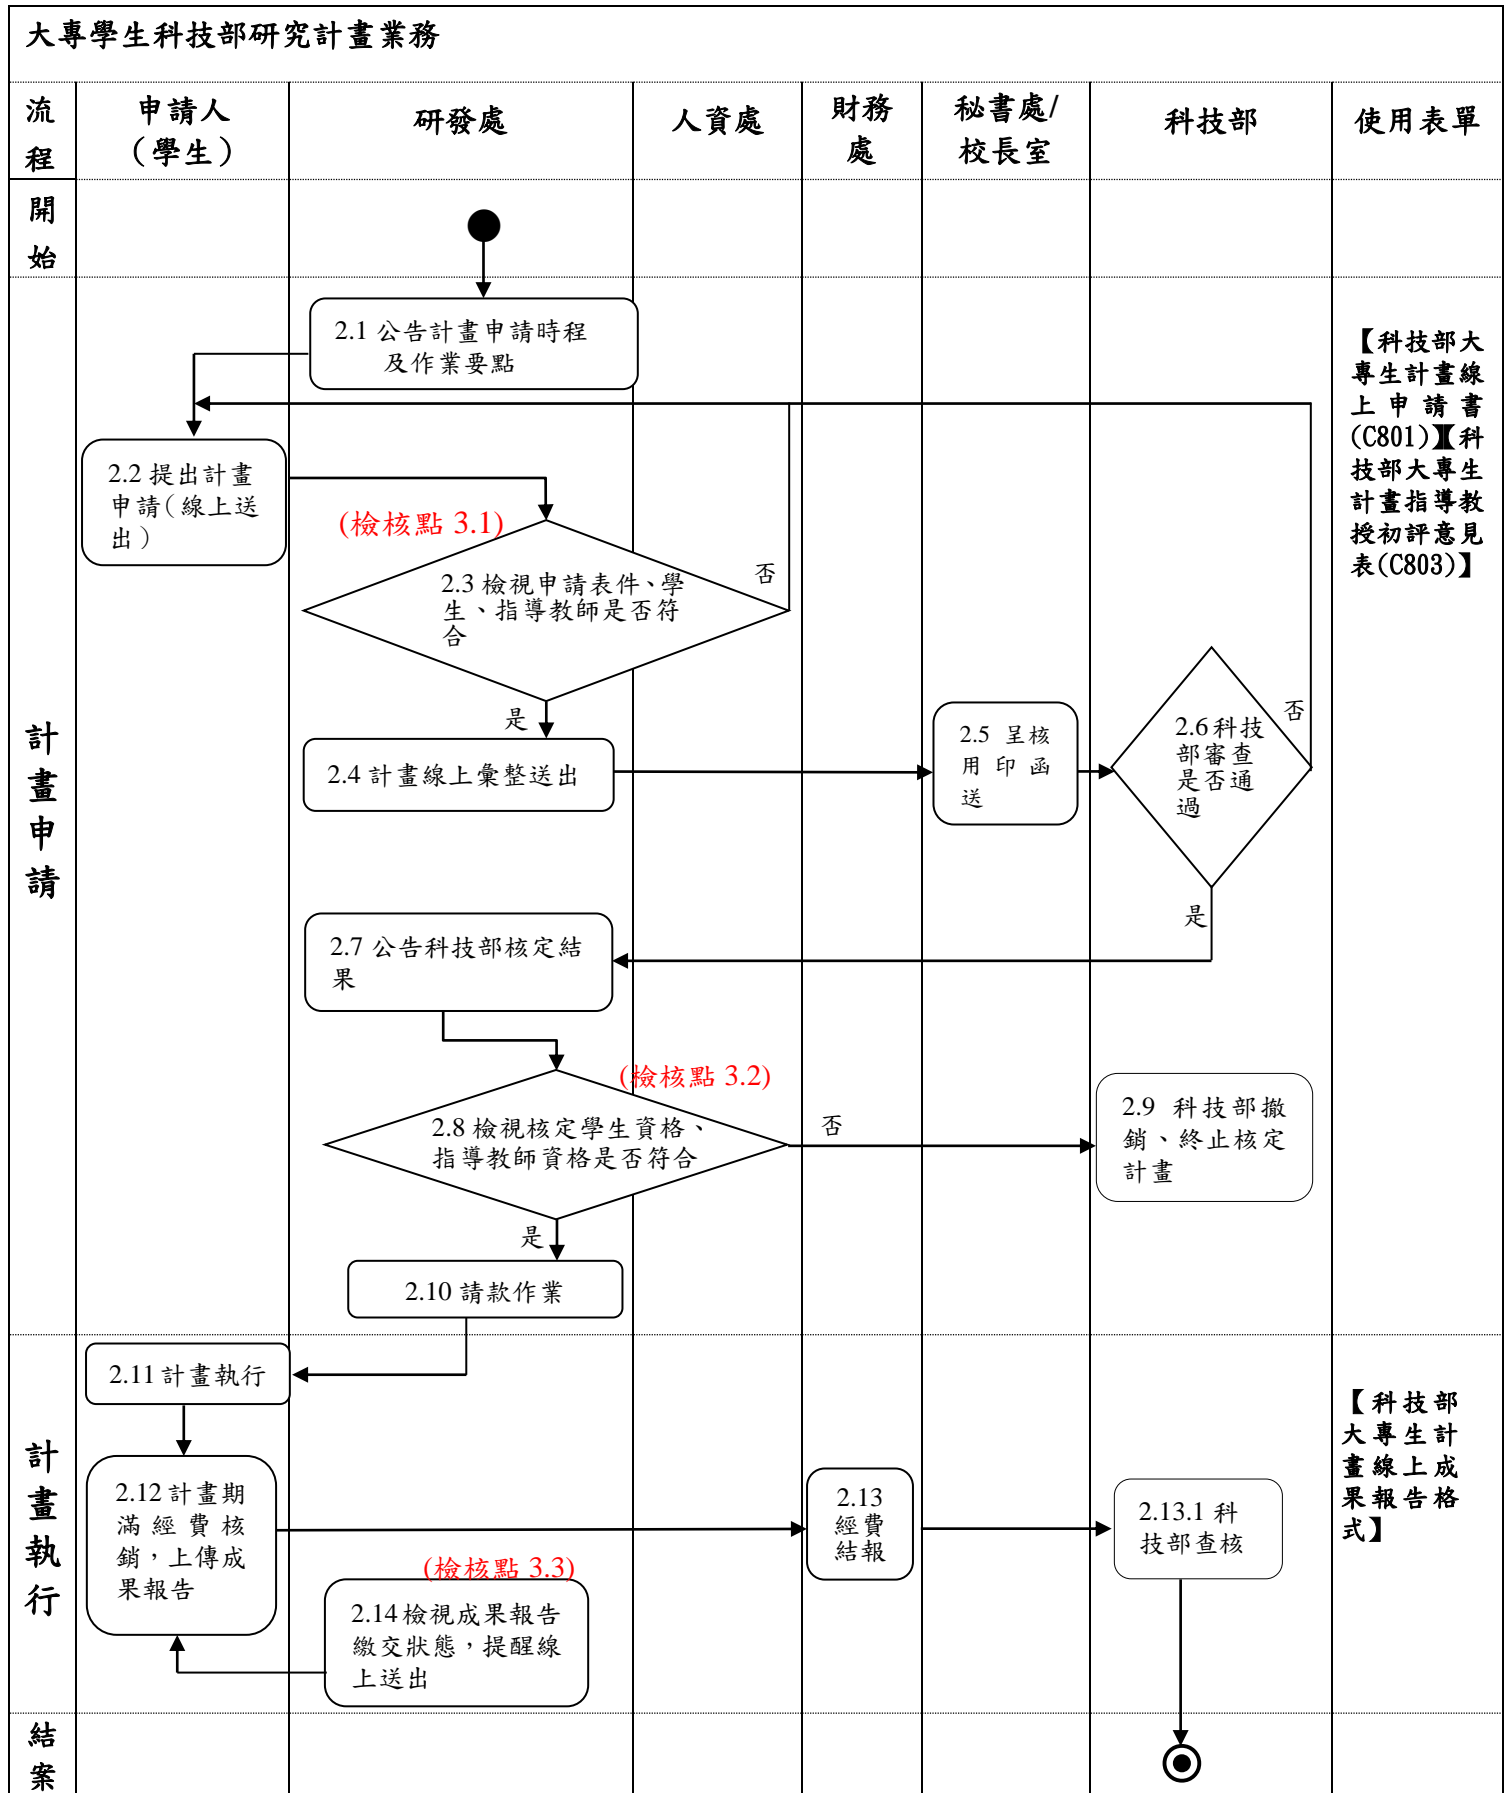 大專學生科技部研究計畫業務
流
程
申請人
（學生）
研發處
人資處
財務
處
秘書處/
校長室
科技部
使用表單
開
始
2.1 公告計畫申請時程
及作業要點
【科技部大
專生計畫線
上申請書
(C801)】【科
技部大專生
計畫指導教
授初評意見
表(C803)】
2.2 提出計畫
申請（線上送
出）
(檢核點 3.1)
2.3 檢視申請表件、學
生、指導教師是否符
合
否
是
計
畫
申
請
2.4 計畫線上彙整送出
2.5 呈核
用印函
送
2.6 科技
部審查
是否通
過
否
是
2.7 公告科技部核定結
果
(檢核點 3.2)
2.8 檢視核定學生資格、
指導教師資格是否符合
否
2.9 科技部撤
銷、終止核定
計畫
是
2.10 請款作業
計
畫
執
行
2.11 計畫執行
【科技部
大專生計
畫線上成
果報告格
式】
2.12 計畫期
滿經費核
銷，上傳成
果報告
2.13
經費
結報
2.13.1 科
技部查核
(檢核點 3.3)
2.14 檢視成果報告
繳交狀態，提醒線
上送出
結
案